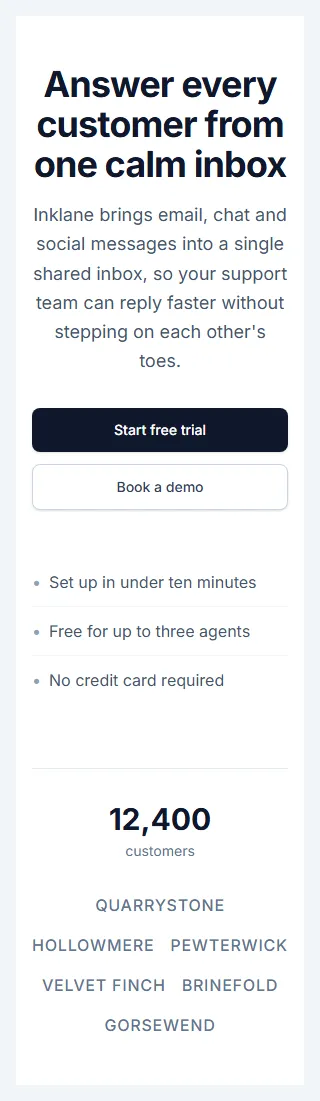 Answer every
customer from
one calm inbox
Inklane brings email, chat and
social messages into a single
shared inbox, so your support
team can reply faster without
stepping on each other's
toes.
Start free trial
Book a demo
• Set up in under ten minutes
• Free for up to three agents
• No credit card required
12,400
customers
QUARRYSTONE
HOLLOWMERE PEWTERWICK
VELVET FINCH BRINEFOLD
GORSEWEND